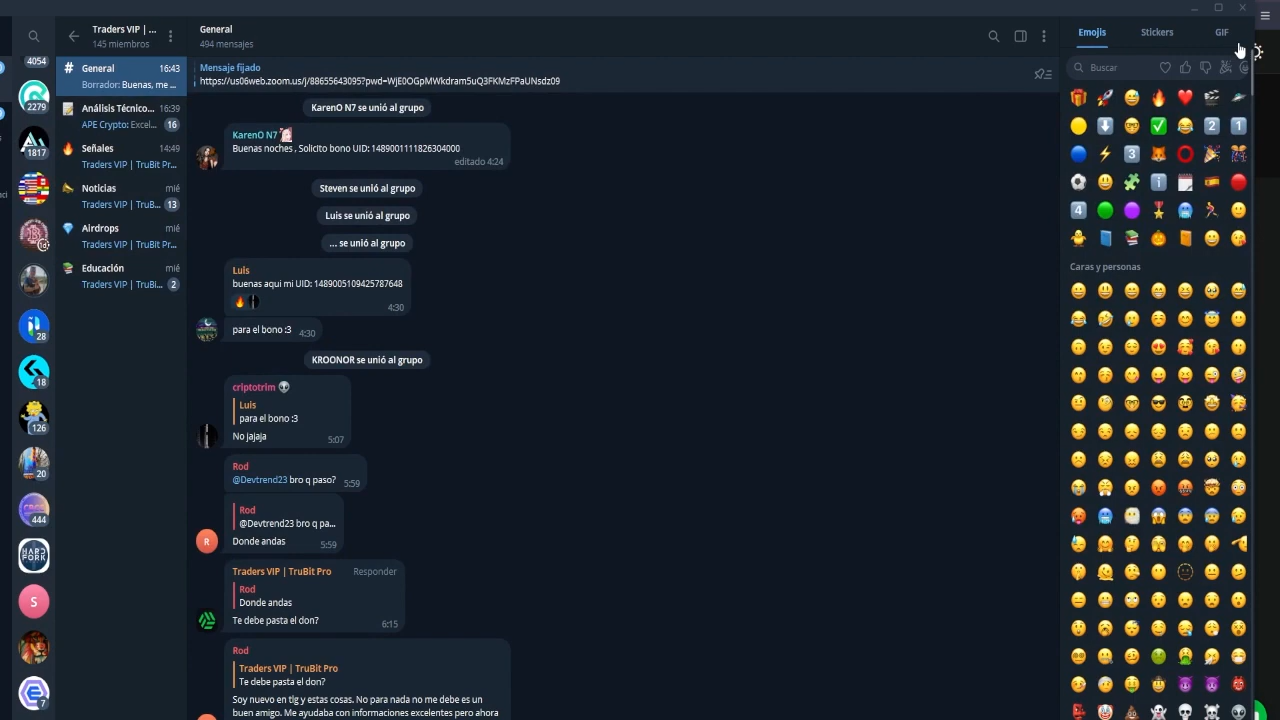 Traders VIP | ...
145 miembros
4054
2279
1817
28
18
126
20
444
HARD
FORK
S
7
# General 16:43
Borrador: Buenas, me ...
Análisis Técnico... 16:39
APE Crypto: Excel... 16
Señales 14:49
Traders VIP | TruBit P...
Noticias mié
Traders VIP | TruB... 13
Airdrops mié
Traders VIP | TruBit Pr...
Educación mié
Traders VIP | TruBi... 2
General
494 mensajes
Mensaje fijado
https://us06web.zoom.us/j/88655643095?pwd=WjE0OGpMWkdram5uQ3FKMzFPaUNsdz09
KarenO N7 se unió al grupo
KarenO N7
Buenas noches , Solicito bono UID: 1489001111826304000
editado 4:24
Steven se unió al grupo
Luis se unió al grupo
... se unió al grupo
Luis
buenas aqui mi UID: 1489005109425787648
4:30
para el bono :3 4:30
KROONOR se unió al grupo
criptotrim
Luis
para el bono :3
No jajaja 5:07
Rod
@Devtrend23 bro q paso? 5:59
Rod
@Devtrend23 bro q pa...
R
Donde andas 5:59
Traders VIP | TruBit Pro Responder
Rod
Donde andas
Te debe pasta el don? 6:15
Rod
Traders VIP | TruBit Pro
Te debe pasta el don?
Soy nuevo en tlg y estas cosas. No para nada no me debe es un
buen amigo. Me ayudaba con informaciones excelentes pero ahora
Emojis Stickers GIF
Buscar
Caras y personas